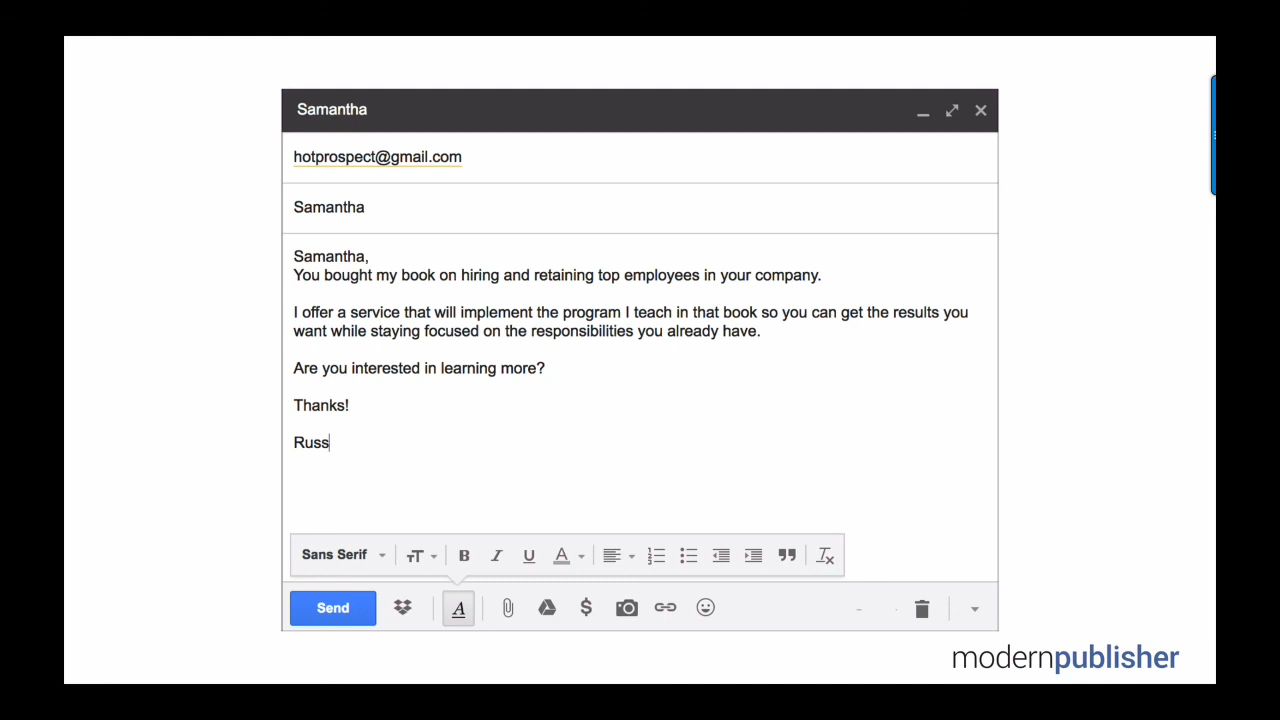 Samantha
hotprospect@gmail.com
Samantha
Samantha,
You bought my book on hiring and retaining top employees in your company.
I offer a service that will implement the program I teach in that book so you can get the results you
want while staying focused on the responsibilities you already have.
Are you interested in learning more?
Thanks!
Russ
Sans Serif
Send
modernpublisher